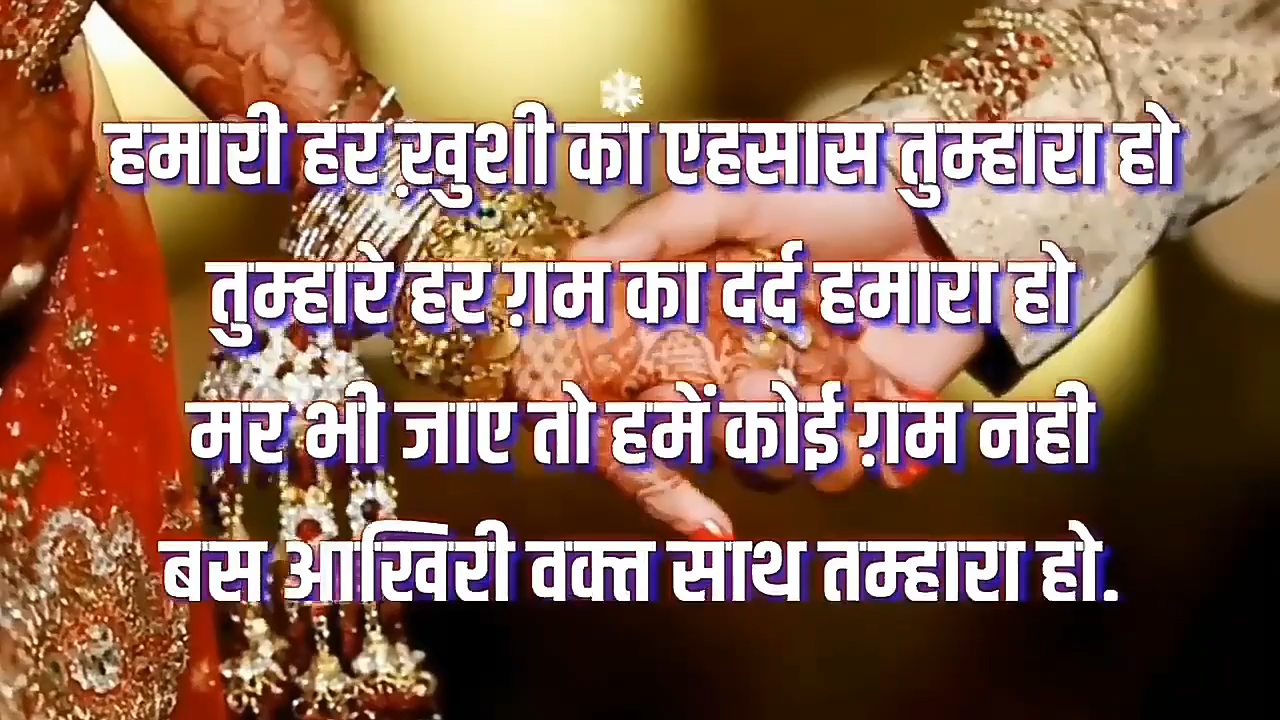 हमारी हर ख़ुशी का एहसास तुम्हारा हो
तुम्हारे हर ग़म का दर्द हमारा हो
मर भी जाए तो हमें कोई ग़म नही
बस आखिरी वक्त साथ तम्हारा हो.